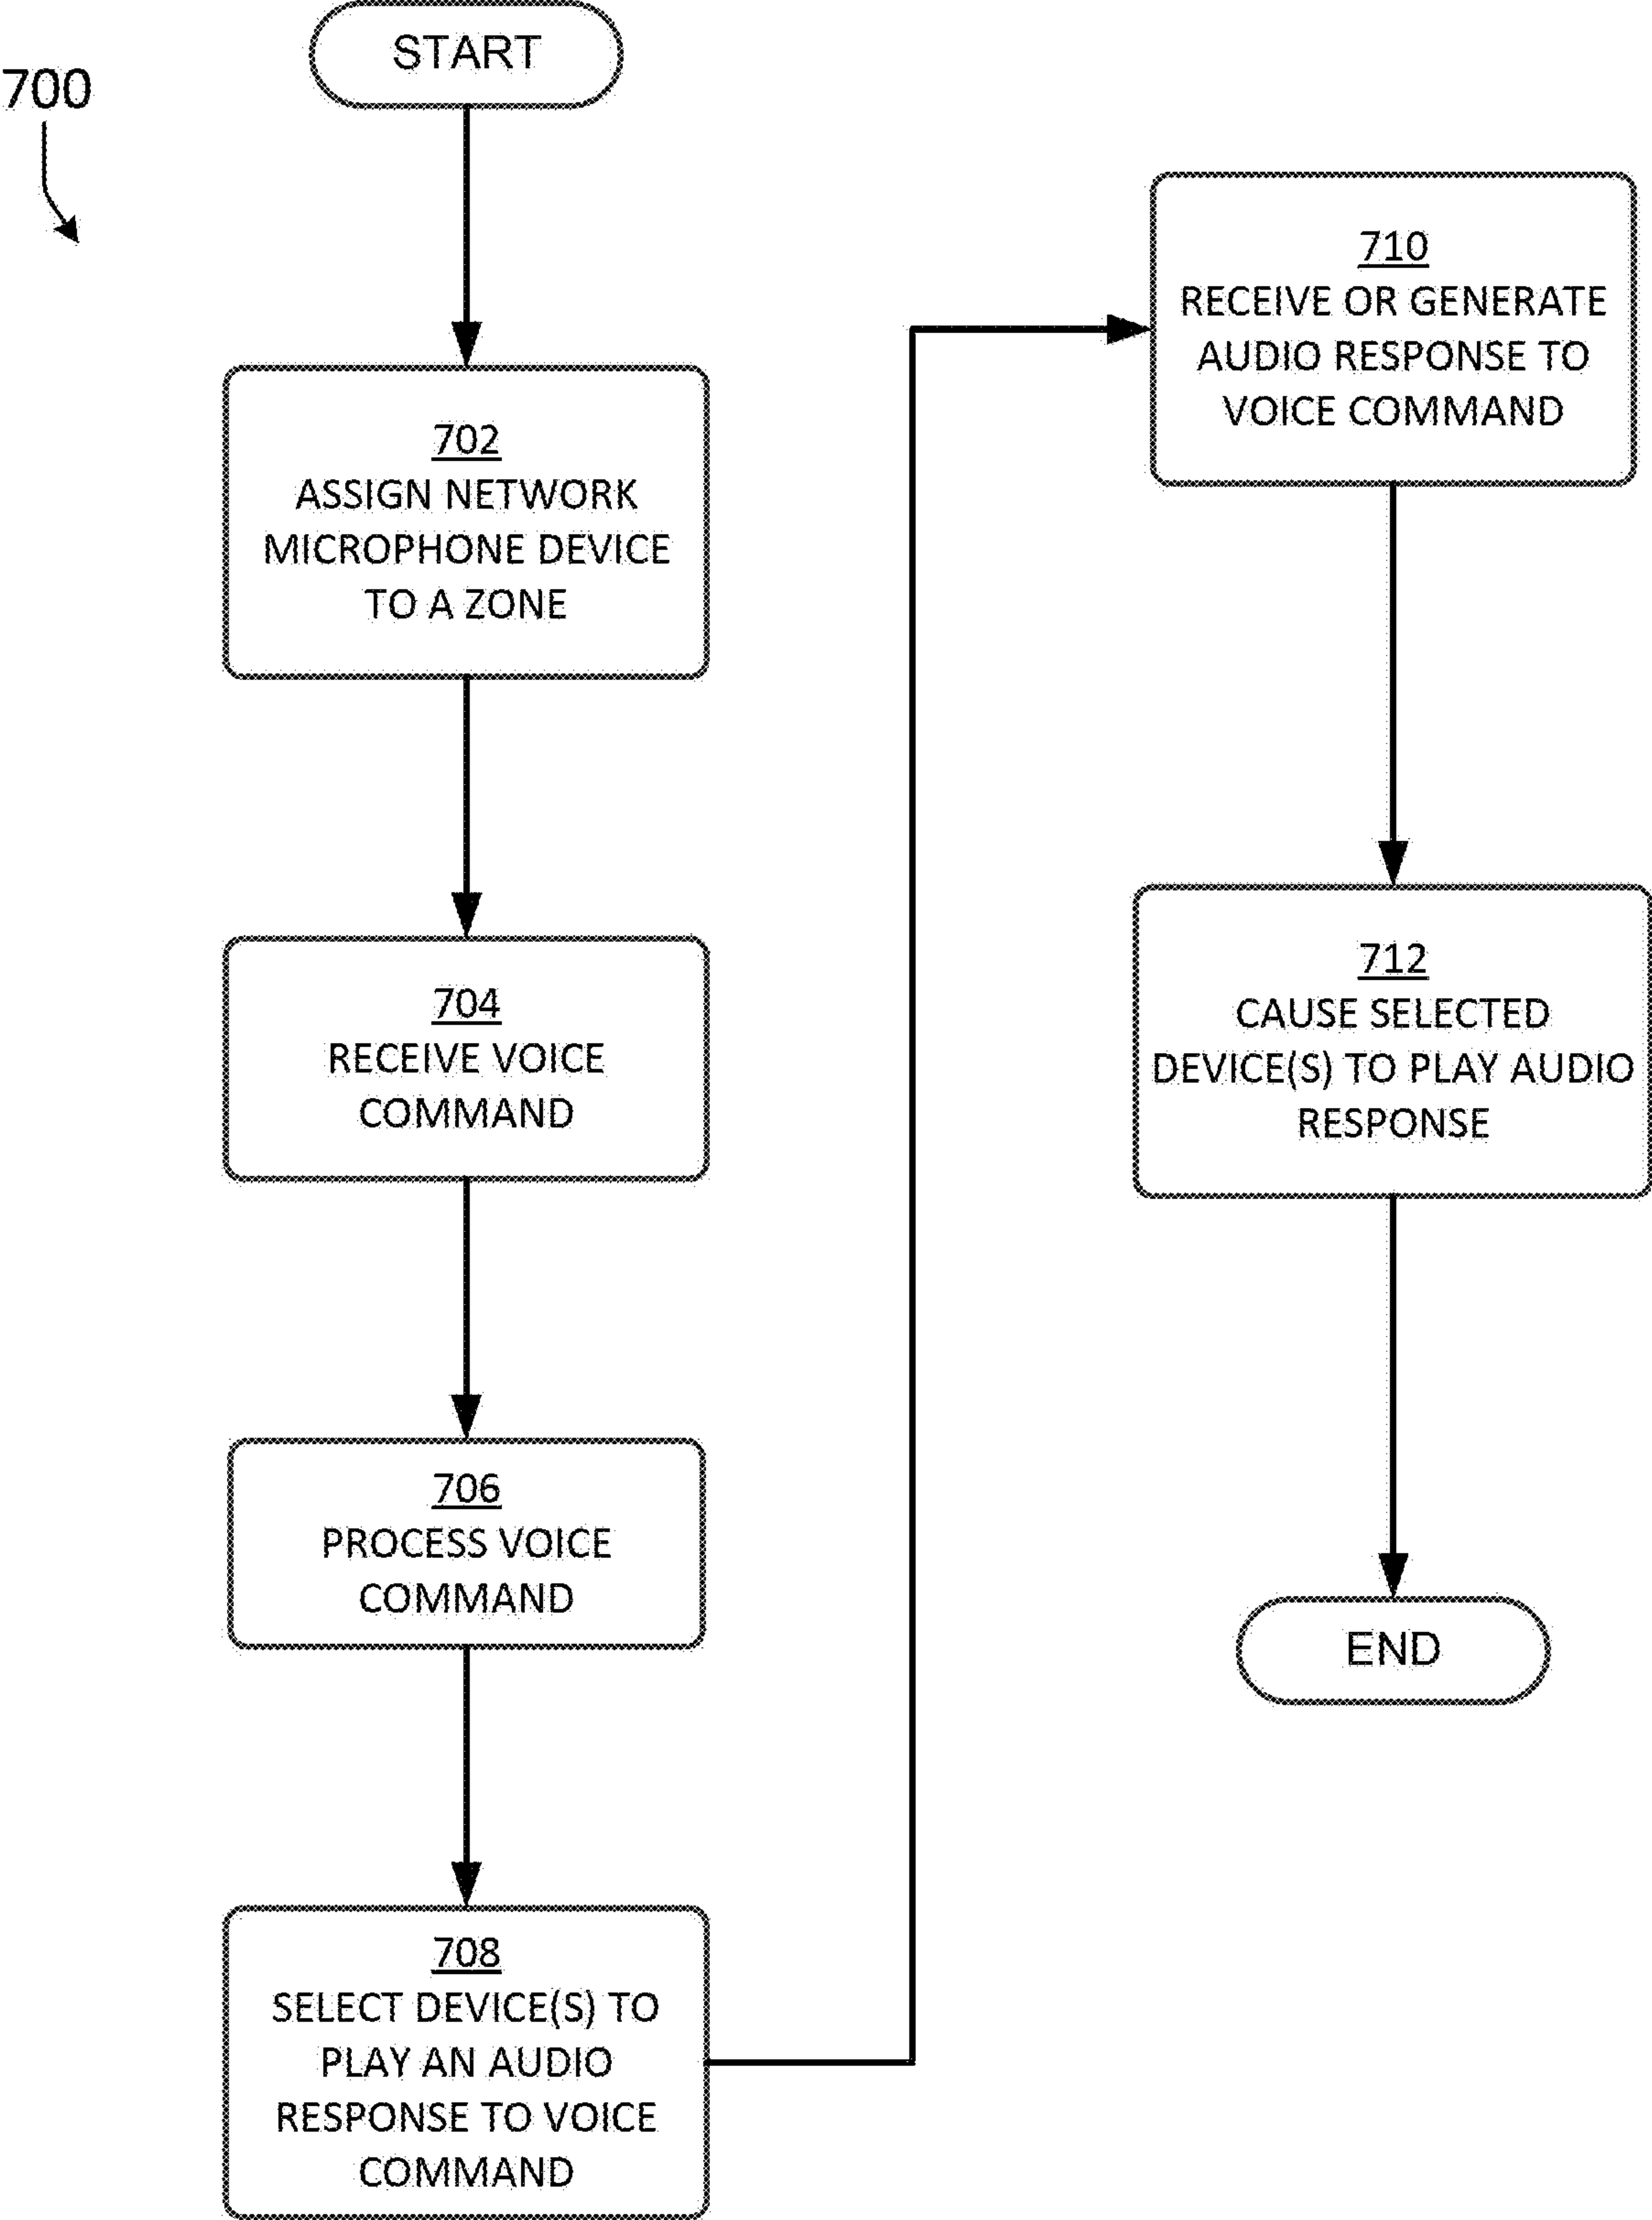 700
START
702
ASSIGN NETWORK
MICROPHONE DEVICE
TO A ZONE
704
RECEIVE VOICE
COMMAND
706
PROCESS VOICE
COMMAND
708
SELECT DEVICE(S) TO
PLAY AN AUDIO
RESPONSE TO VOICE
COMMAND
710
RECEIVE OR GENERATE
AUDIO RESPONSE TO
VOICE COMMAND
712
CAUSE SELECTED
DEVICE(S) TO PLAY AUDIO
RESPONSE
END